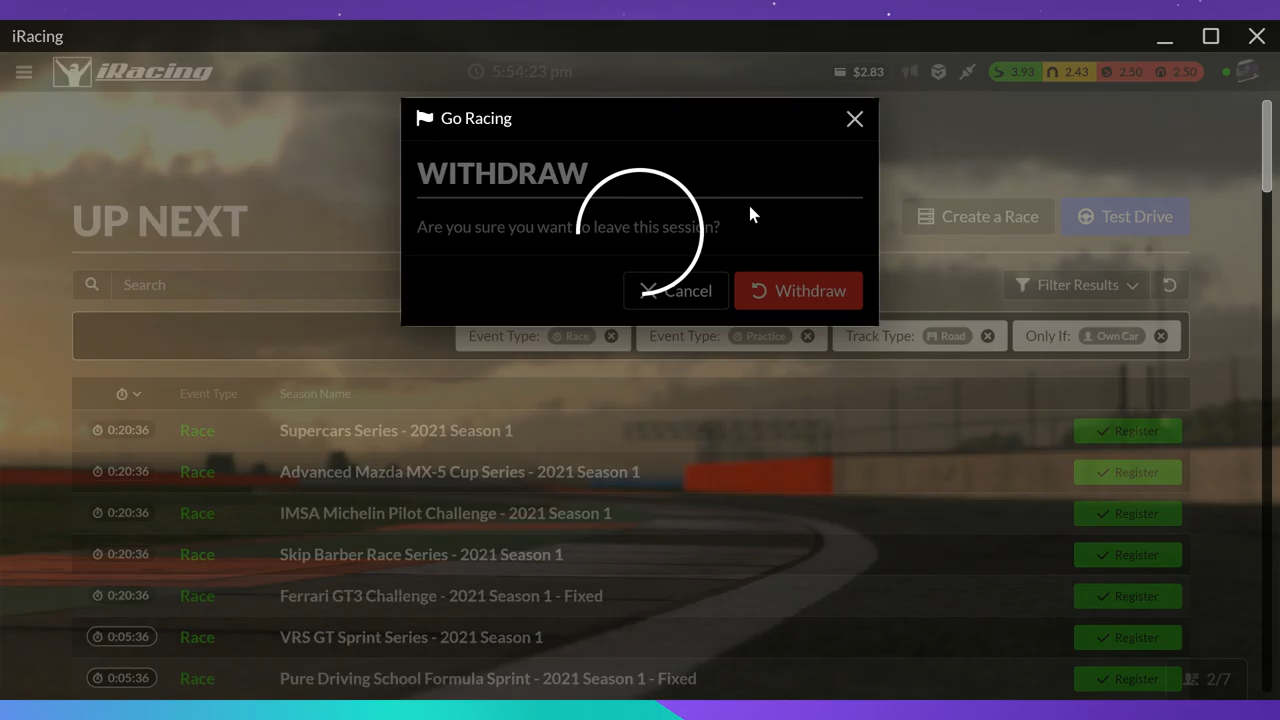 iRacing
iRacing
5:54:23 pm
$2.83
3.93
2.43
2.50
2.50
Go Racing
WITHDRAW
Are you sure you want to leave this session?
Cancel
Withdraw
UP NEXT
Create a Race
Test Drive
Search
Filter Results
Event Type: Race
Event Type: Practice
Track Type: Road
Only If: Own Car
Event Type
Season Name
0:20:36 Race Supercars Series - 2021 Season 1 Register
0:20:36 Race Advanced Mazda MX-5 Cup Series - 2021 Season 1 Register
0:20:36 Race IMSA Michelin Pilot Challenge - 2021 Season 1 Register
0:20:36 Race Skip Barber Race Series - 2021 Season 1 Register
0:20:36 Race Ferrari GT3 Challenge - 2021 Season 1 - Fixed Register
0:05:36 Race VRS GT Sprint Series - 2021 Season 1 Register
0:05:36 Race Pure Driving School Formula Sprint - 2021 Season 1 - Fixed Register
2/7